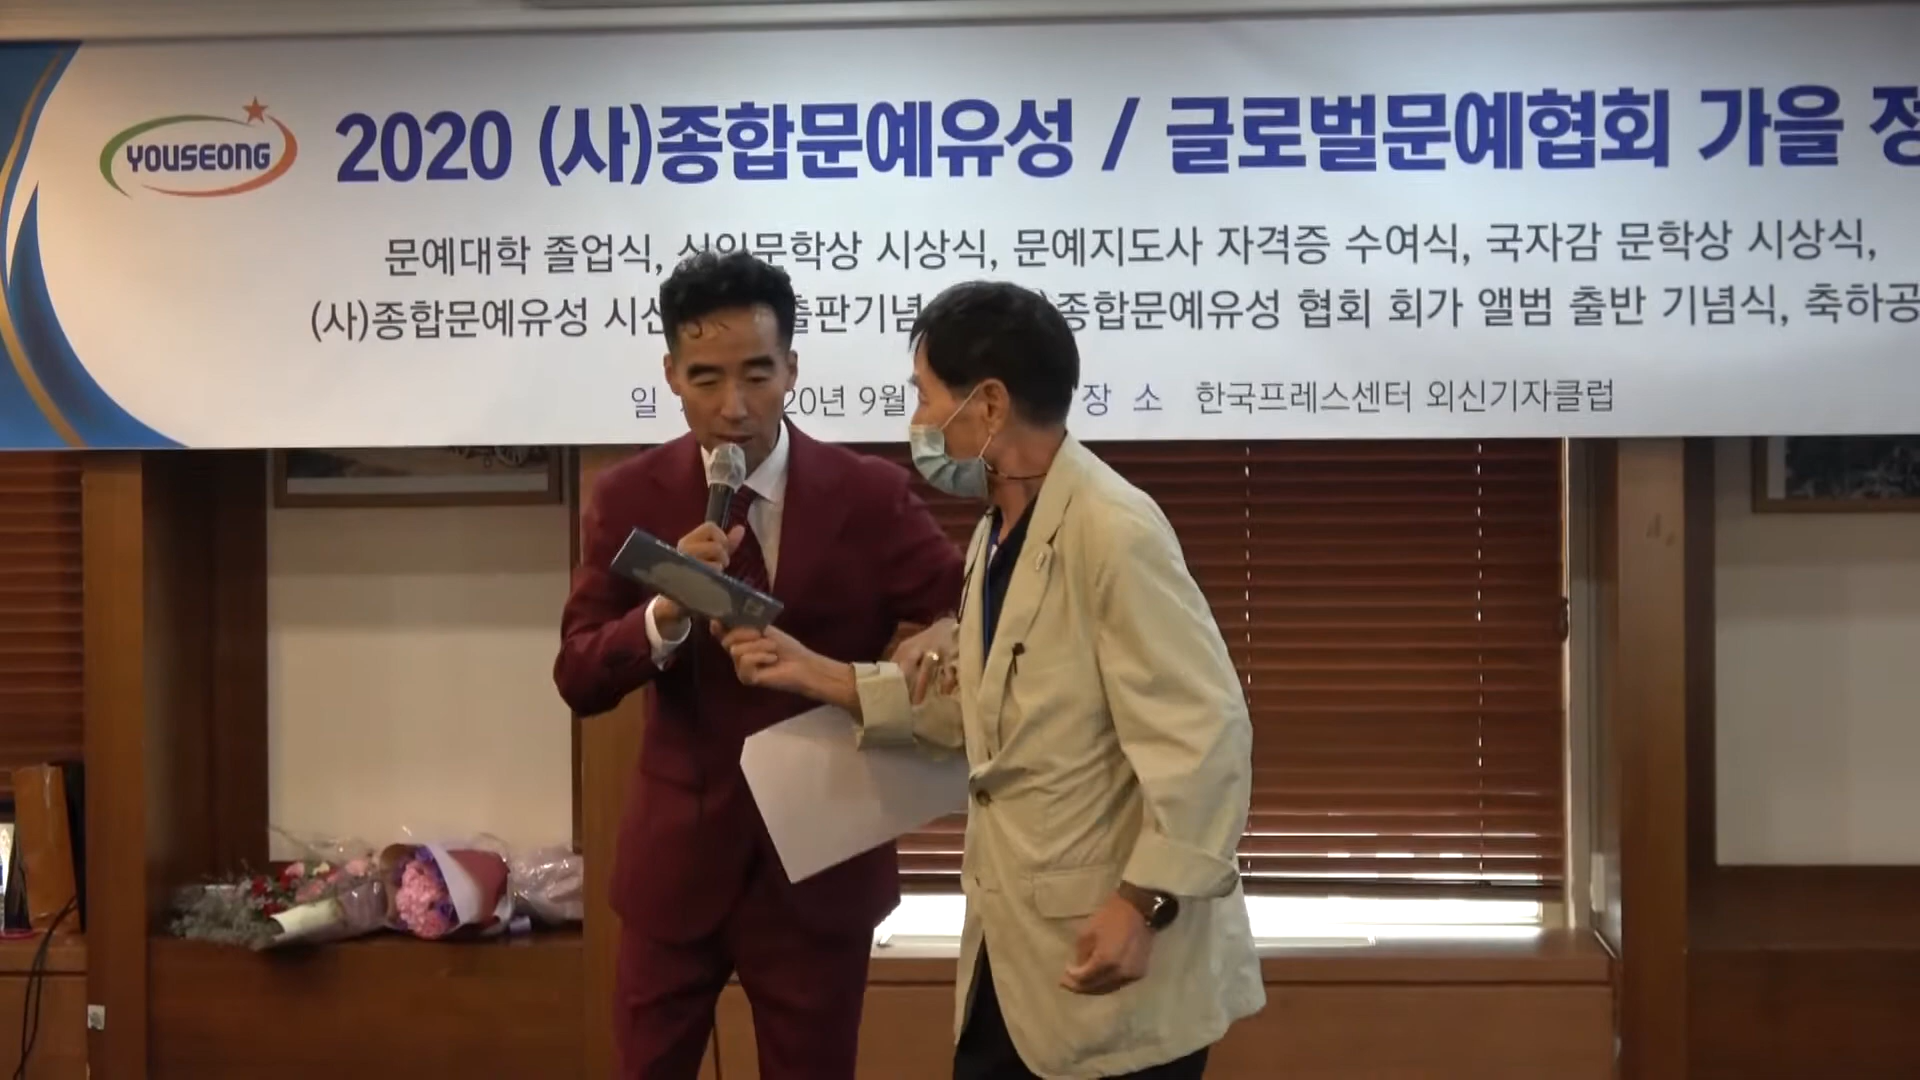 YOUSEONG
2020 (사)종합문예유성 / 글로벌문예협회 가을 정
문예대학 졸업식, 신인문학상 시상식, 문예지도사 자격증 수여식, 국자감 문학상 시상식,
(사)종합문예유성 시선 출판기념 종합문예유성 협회 회가 앨범 출반 기념식, 축하공
일 20년 9월 장 소 한국프레스센터 외신기자클럽